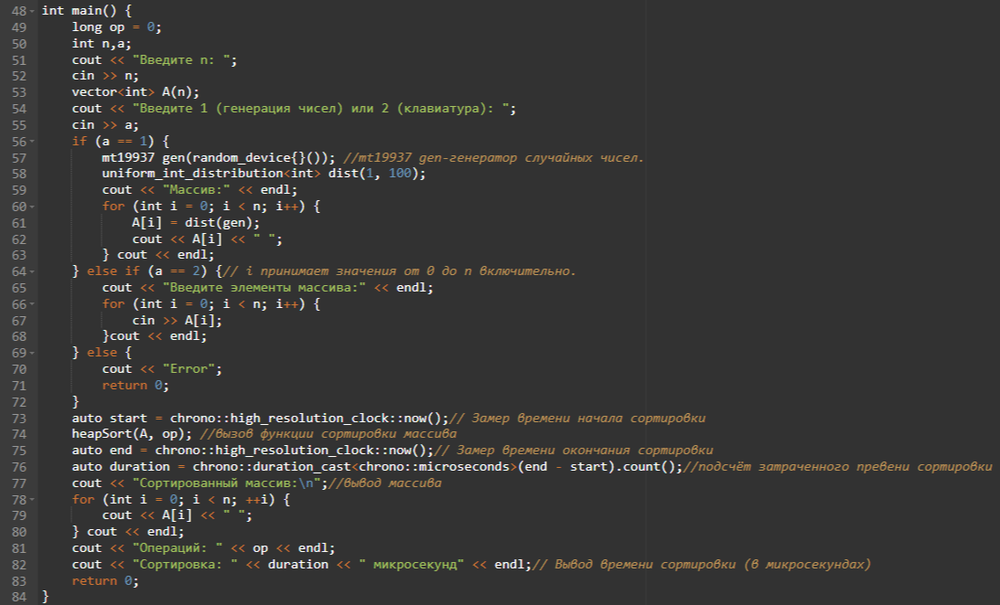 48 int main() {
49     long op = 0;
50     int n,a;
51     cout << "Введите n: ";
52     cin >> n;
53     vector<int> A(n);
54     cout << "Введите 1 (генерация чисел) или 2 (клавиатура): ";
55     cin >> a;
56     if (a == 1) {
57         mt19937 gen(random_device{}()); //mt19937 gen-генератор случайных чисел.
58         uniform_int_distribution<int> dist(1, 100);
59         cout << "Массив:" << endl;
60         for (int i = 0; i < n; i++) {
61             A[i] = dist(gen);
62             cout << A[i] << " ";
63         } cout << endl;
64     } else if (a == 2) {// i принимает значения от 0 до n включительно.
65         cout << "Введите элементы массива:" << endl;
66         for (int i = 0; i < n; i++) {
67             cin >> A[i];
68         }cout << endl;
69     } else {
70         cout << "Error";
71         return 0;
72     }
73     auto start = chrono::high_resolution_clock::now();// Замер времени начала сортировки
74     heapSort(A, op); //вызов функции сортировки массива
75     auto end = chrono::high_resolution_clock::now();// Замер времени окончания сортировки
76     auto duration = chrono::duration_cast<chrono::microseconds>(end - start).count();//подсчёт затраченного превени сортировки
77     cout << "Сортированный массив:\n";//вывод массива
78     for (int i = 0; i < n; ++i) {
79         cout << A[i] << " ";
80     } cout << endl;
81     cout << "Операций: " << op << endl;
82     cout << "Сортировка: " << duration << " микросекунд" << endl;// Вывод времени сортировки (в микросекундах)
83     return 0;
84 }